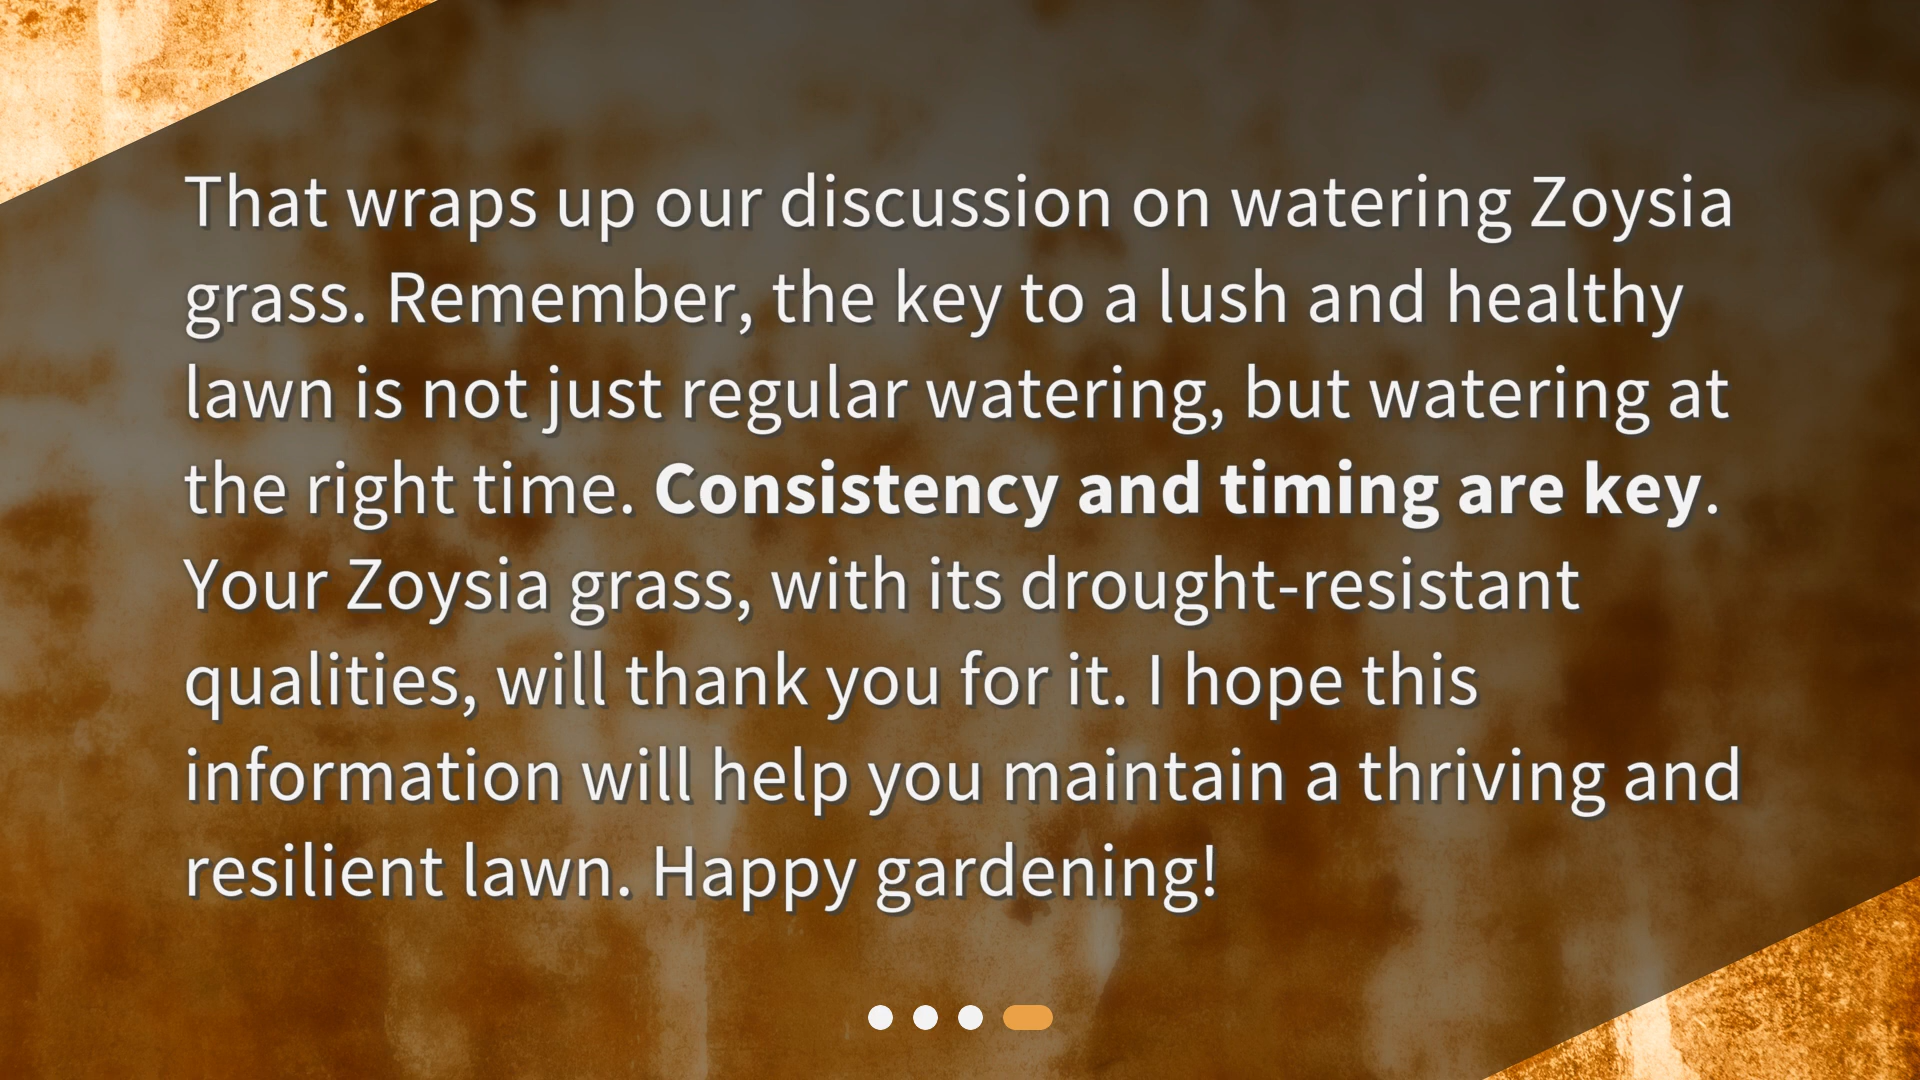 That wraps up our discussion on watering Zoysia
grass. Remember, the key to a lush and healthy
lawn is not just regular watering, but watering at
the right time. Consistency and timing are key.
Your Zoysia grass, with its drought-resistant
qualities, will thank you for it. I hope this
information will help you maintain a thriving and
resilient lawn. Happy gardening!